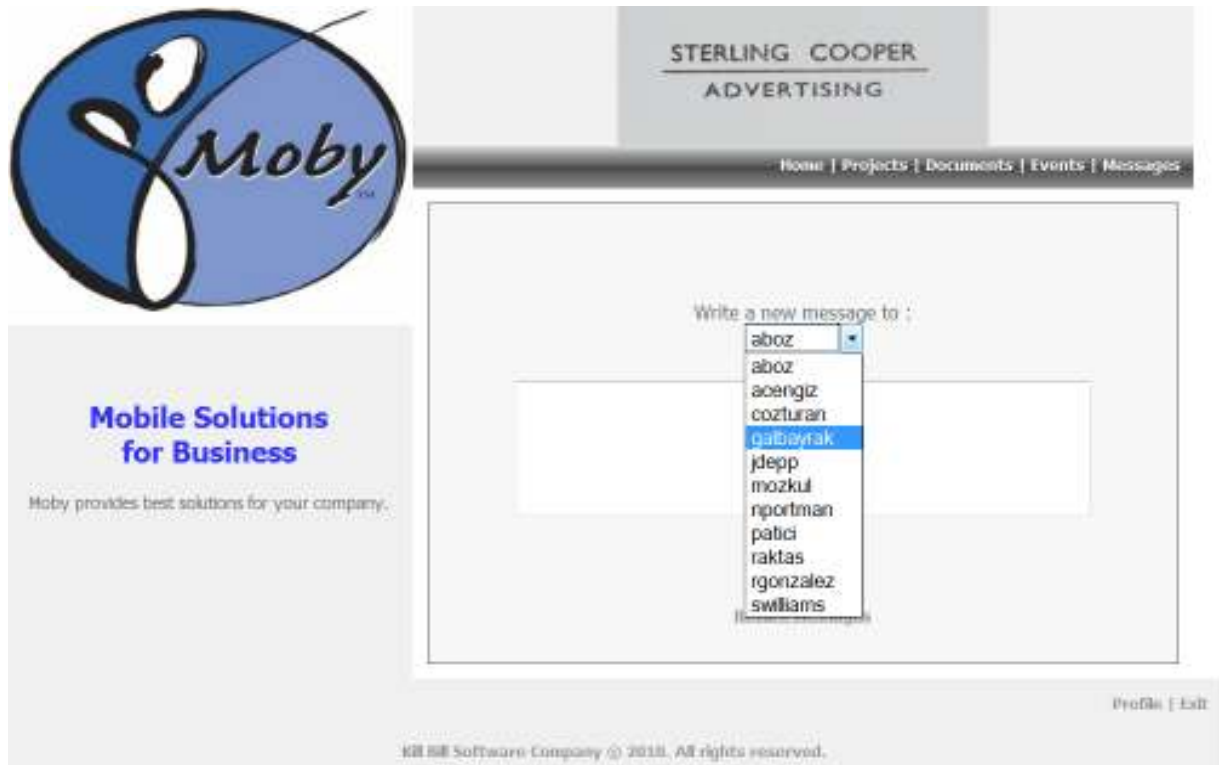 Moby
STERLING COOPER
ADVERTISING
Home | Projects | Documents | Events | Messages
Write a new message to :
aboz
aboz
acengiz
cozturan
galbayrak
jdepp
mozkul
nportman
patici
raktas
rgonzalez
swilliams
Mobile Solutions
for Business
Moby provides best solutions for your company.
Profile | Exit
Kill Bill Software Company © 2010. All rights reserved.